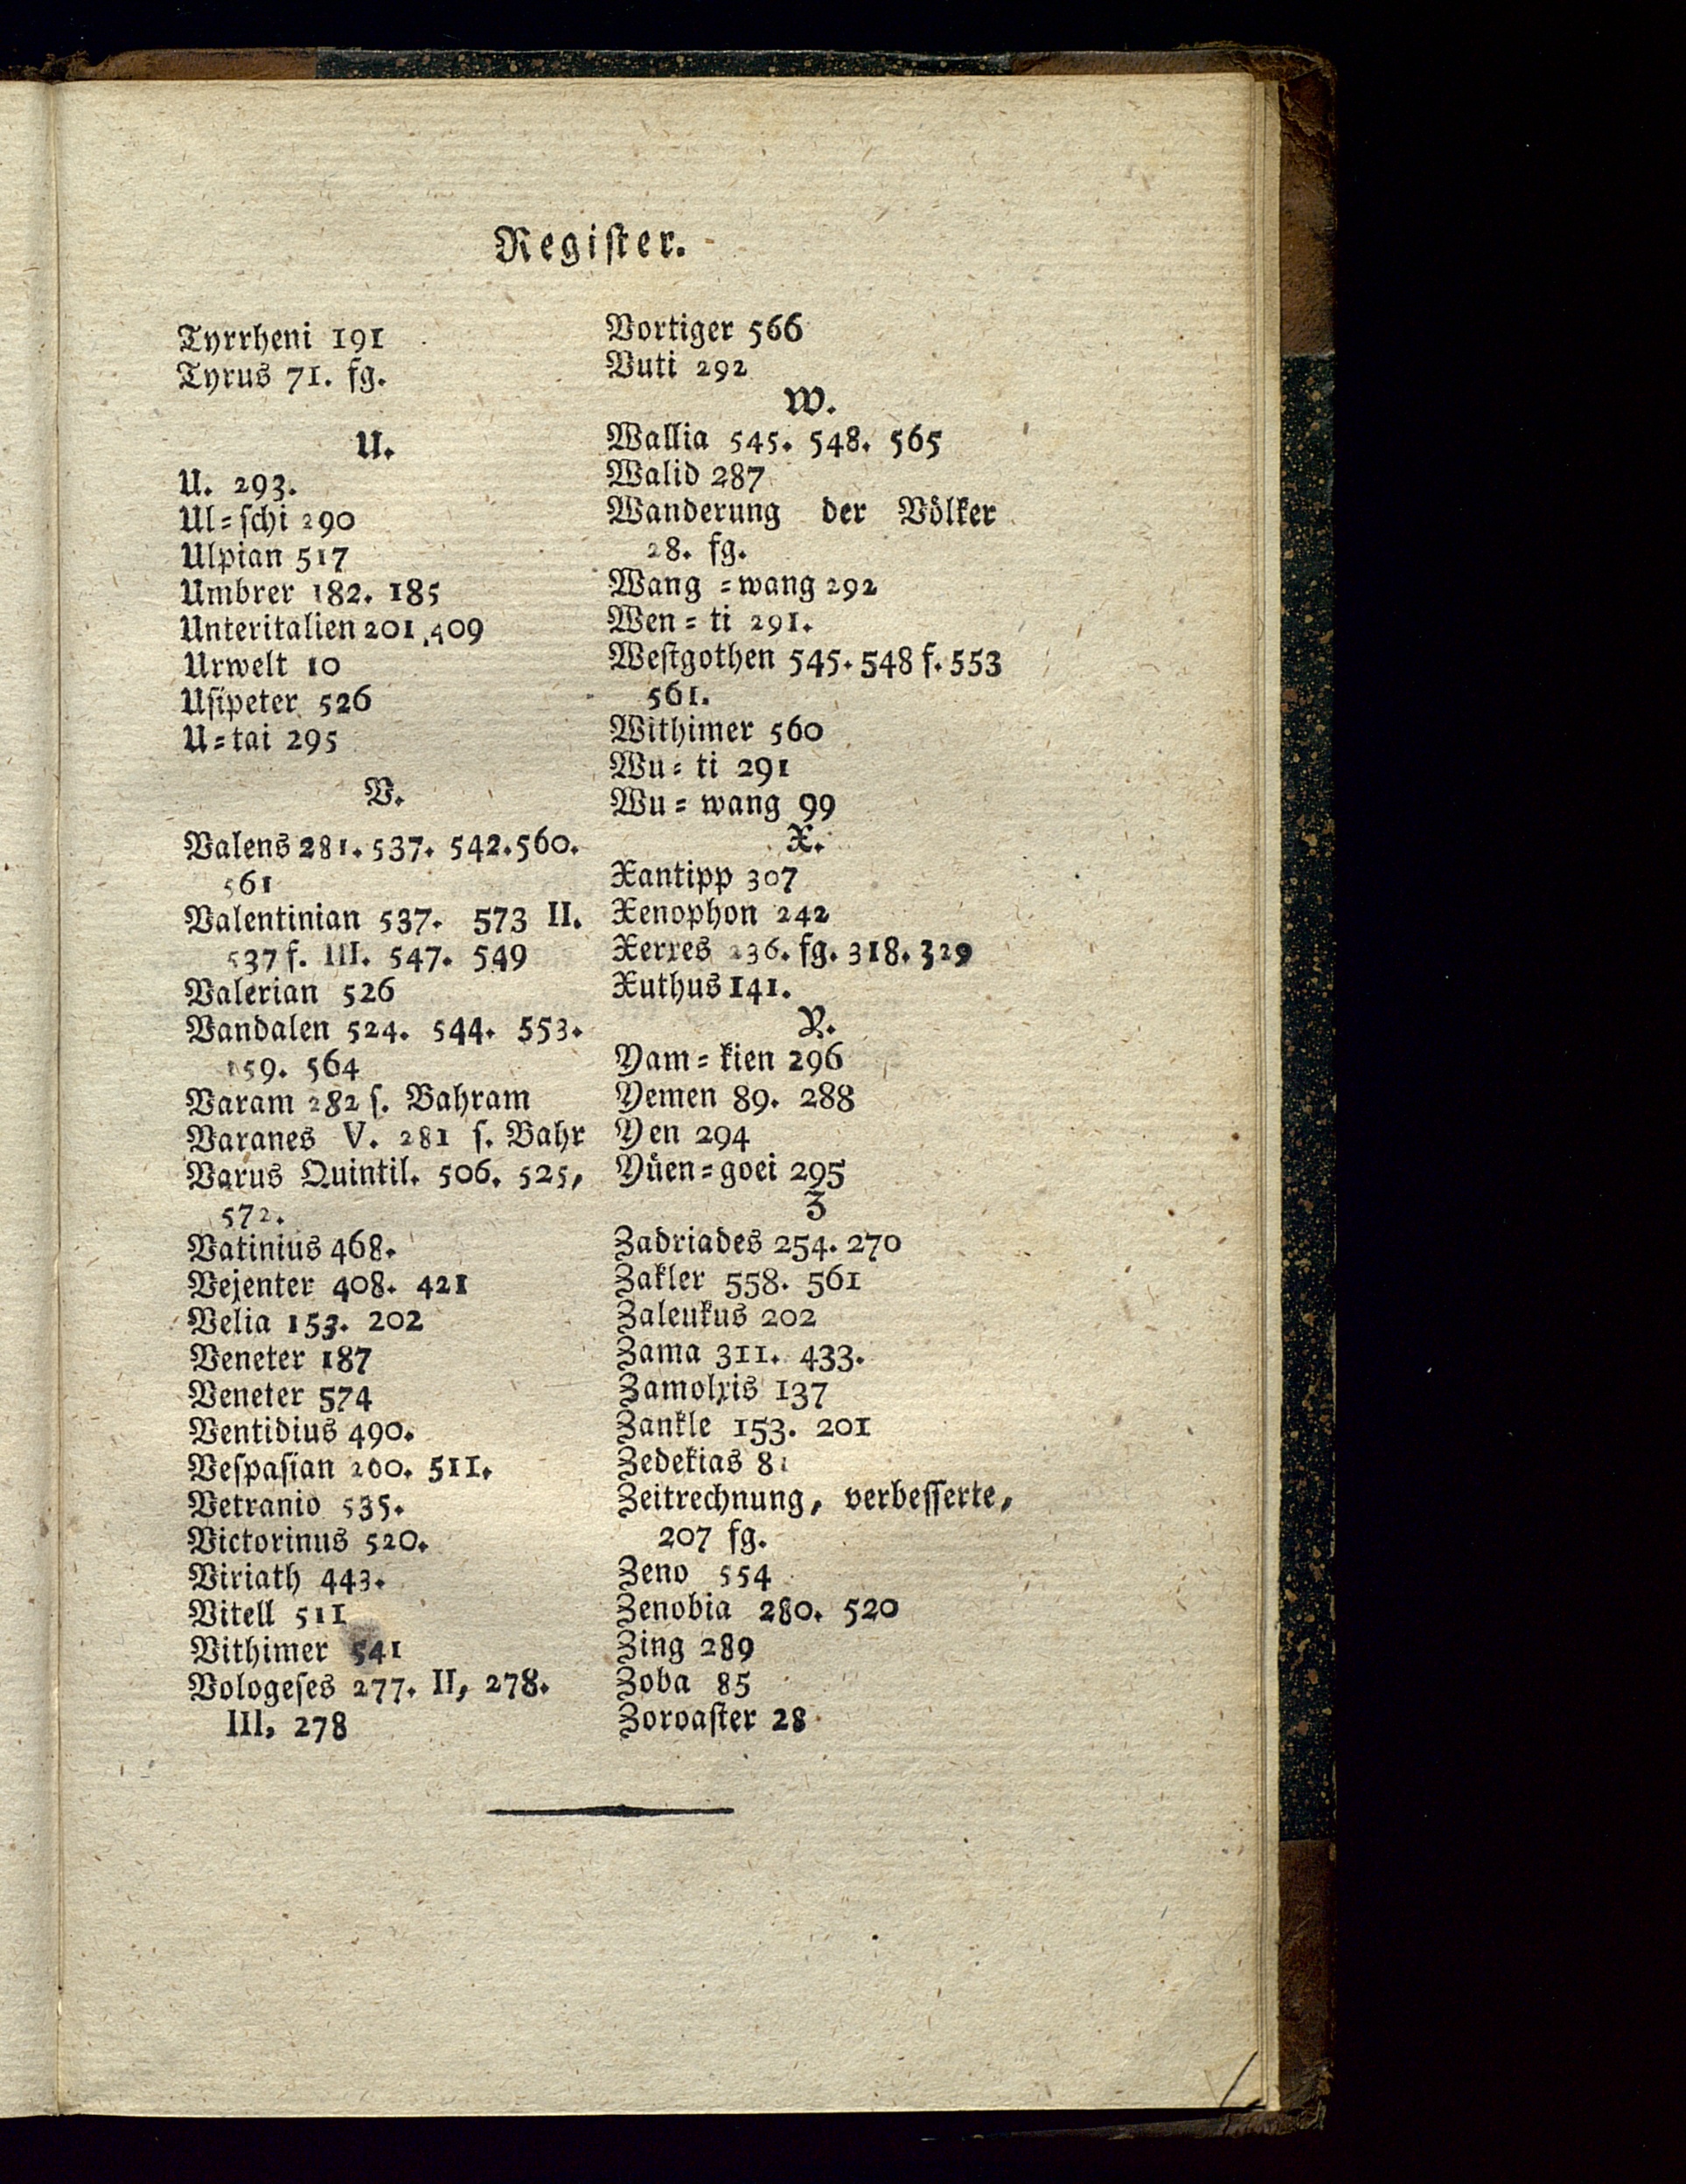 Regiſter.
Tyrrheni 191
Tyrus 71. fg.
U.
U. 293.
Ul=ſchi 290
Ulpian 517
Umbrer 182. 185
Unteritalien 201, 409
Urwelt 10
Uſipeter 526
U=tai 295
V.
Valens 281. 537. 542. 560.
561
Valentinian 537. 573 II.
537 f. III. 547. 549
Valerian 526
Vandalen 524. 544. 553.
159. 564
Varam 282 ſ. Bahram
Varanes V. 281 ſ. Bahr
Varus Quintil. 506. 525,
572.
Vatinius 468.
Vejenter 408. 421
Velia 153. 202
Veneter 187
Veneter 574
Ventidius 490.
Veſpaſian 200. 511.
Vetranio 535.
Victorinus 520.
Viriath 443.
Vitell 511
Vithimer 541
Vologeſes 277. II, 278.
III, 278
Vortiger 566
Vuti 292
W.
Wallia 545. 548. 565
Walid 287
Wanderung der Völker
28. fg.
Wang =wang 292
Wen = ti 291.
Weſtgothen 545. 548 f. 553
561.
Withimer 560
Wu = ti 291
Wu = wang 99
X.
Xantipp 307
Xenophon 242
Xerxes 236. fg. 318. 329
Xuthus 141.
Y.
Yam = kien 296
Yemen 89. 288
Yen 294
Yüen = goei 295
Z
Zadriades 254. 270
Zakler 558. 561
Zaleukus 202
Zama 311. 433.
Zamolxis 137
Zankle 153. 201
Zedekias 81
Zeitrechnung, verbeſſerte,
207 fg.
Zeno 554
Zenobia 280. 520
Zing 289
Zoba 85
Zoroaſter 28